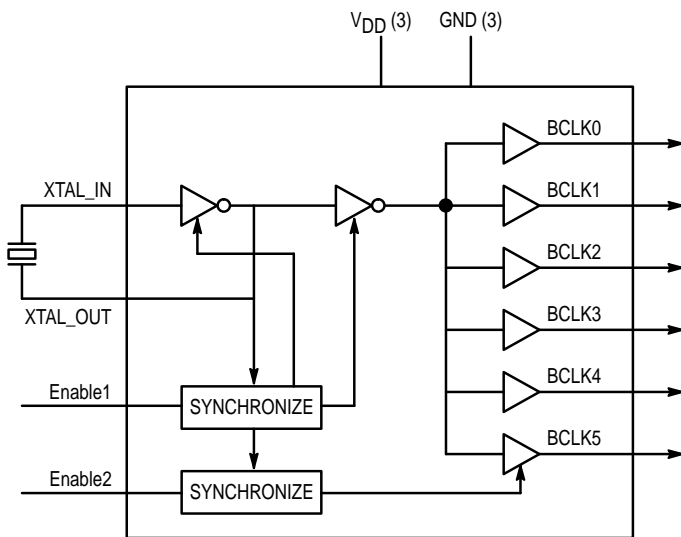 VDD (3) GND (3)
BCLK0
XTAL_IN
BCLK1
BCLK2
XTAL_OUT
BCLK3
Enable1
SYNCHRONIZE
BCLK4
BCLK5
Enable2
SYNCHRONIZE